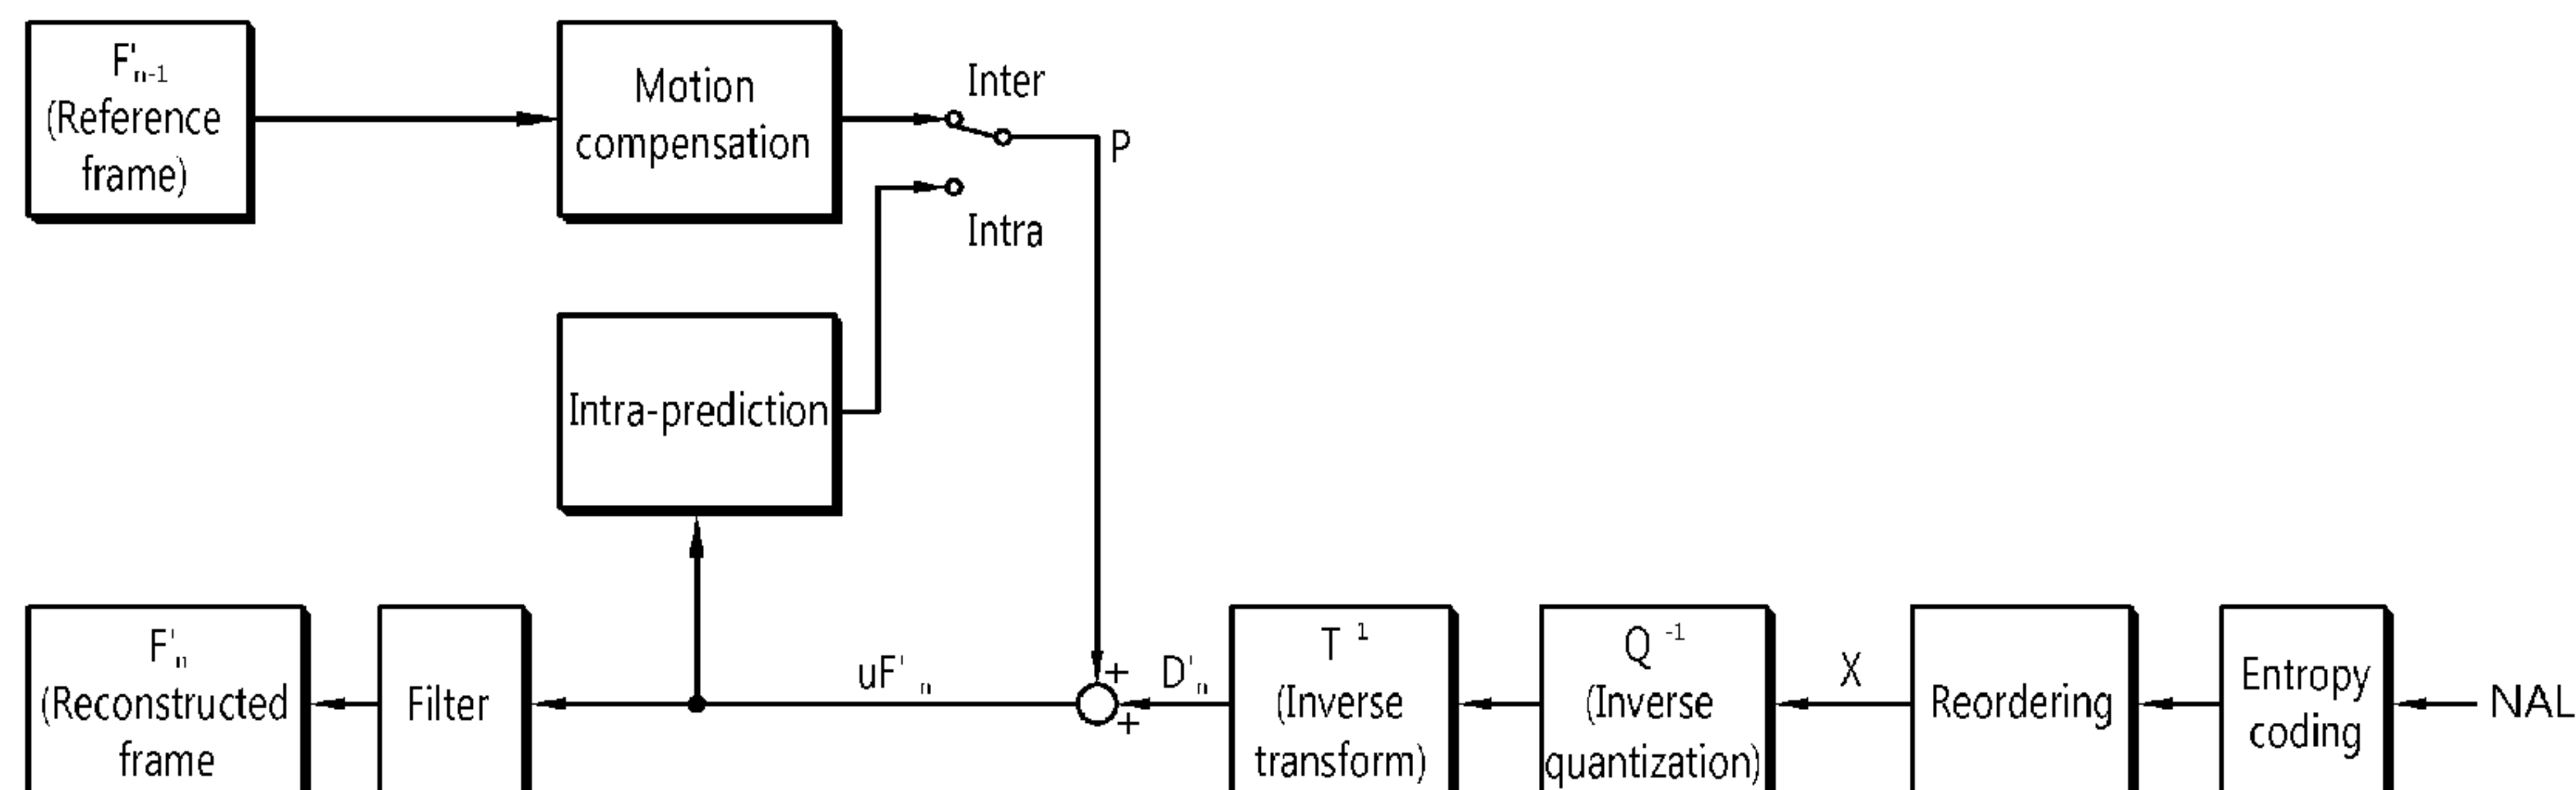 F'n-1
(Reference
frame)
Motion
compensation
Inter
P
Intra
Intra-prediction
F'n
(Reconstructed
frame
Filter
uF'n
+
+
D'n
T 1
(Inverse
transform)
Q -1
(Inverse
quantization)
X
Reordering
Entropy
coding
NAL